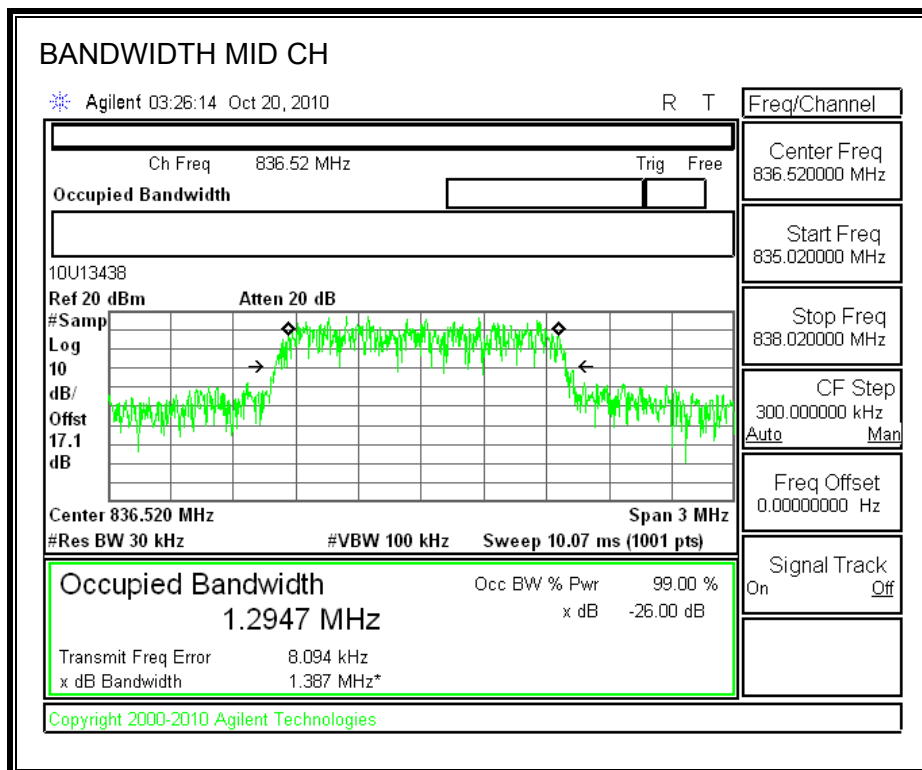 BANDWIDTH MID CH
Agilent 03:26:14 Oct 20, 2010 R T
Ch Freq 836.52 MHz Trig Free
Occupied Bandwidth
10U13438
Ref 20 dBm Atten 20 dB
#Samp
Log
10
dB/
Offst
17.1
dB
Center 836.520 MHz Span 3 MHz
#Res BW 30 kHz #VBW 100 kHz Sweep 10.07 ms (1001 pts)
Occupied Bandwidth Occ BW % Pwr 99.00 %
1.2947 MHz x dB -26.00 dB
Transmit Freq Error 8.094 kHz
x dB Bandwidth 1.387 MHz*
Copyright 2000-2010 Agilent Technologies
Freq/Channel
Center Freq
836.520000 MHz
Start Freq
835.020000 MHz
Stop Freq
838.020000 MHz
CF Step
300.000000 kHz
Auto Man
Freq Offset
0.00000000 Hz
Signal Track
On Off